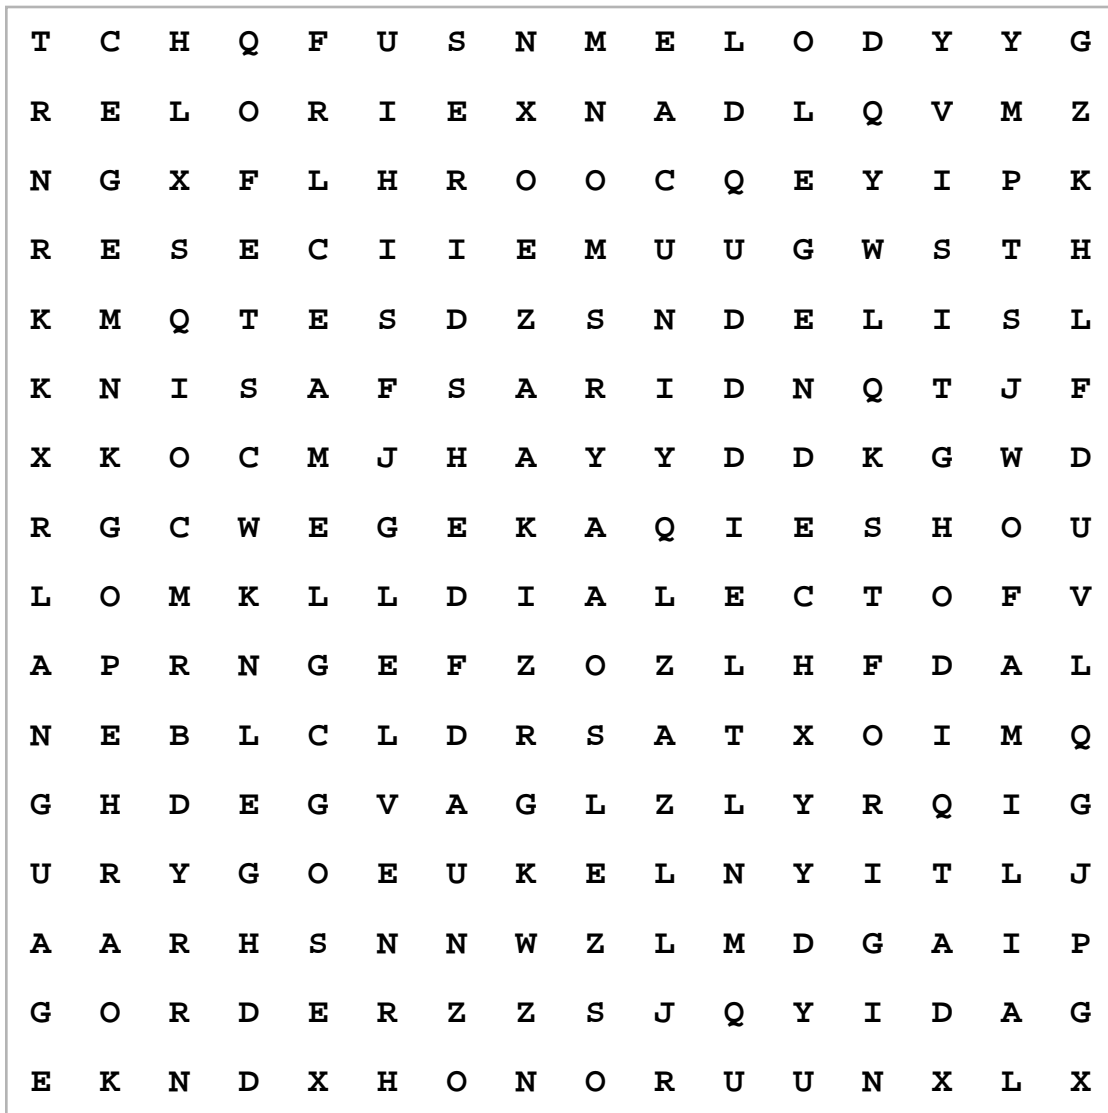 T C H Q F U S N M E L O D Y Y G
R E L O R I E X N A D L Q V M Z
N G X F L H R O O C Q E Y I P K
R E S E C I I E M U U G W S T H
K M Q T E S D Z S N D E L I S L
K N I S A F S A R I D N Q T J F
X K O C M J H A Y Y D D K G W D
R G C W E G E K A Q I E S H O U
L O M K L L D I A L E C T O F V
A P R N G E F Z O Z L H F D A L
N E B L C L D R S A T X O I M Q
G H D E G V A G L Z L Y R Q I G
U R Y G O E U K E L N Y I T L J
A A R H S N N W Z L M D G A I P
G O R D E R Z Z S J Q Y I D A G
E K N D X H O N O R U U N X L X